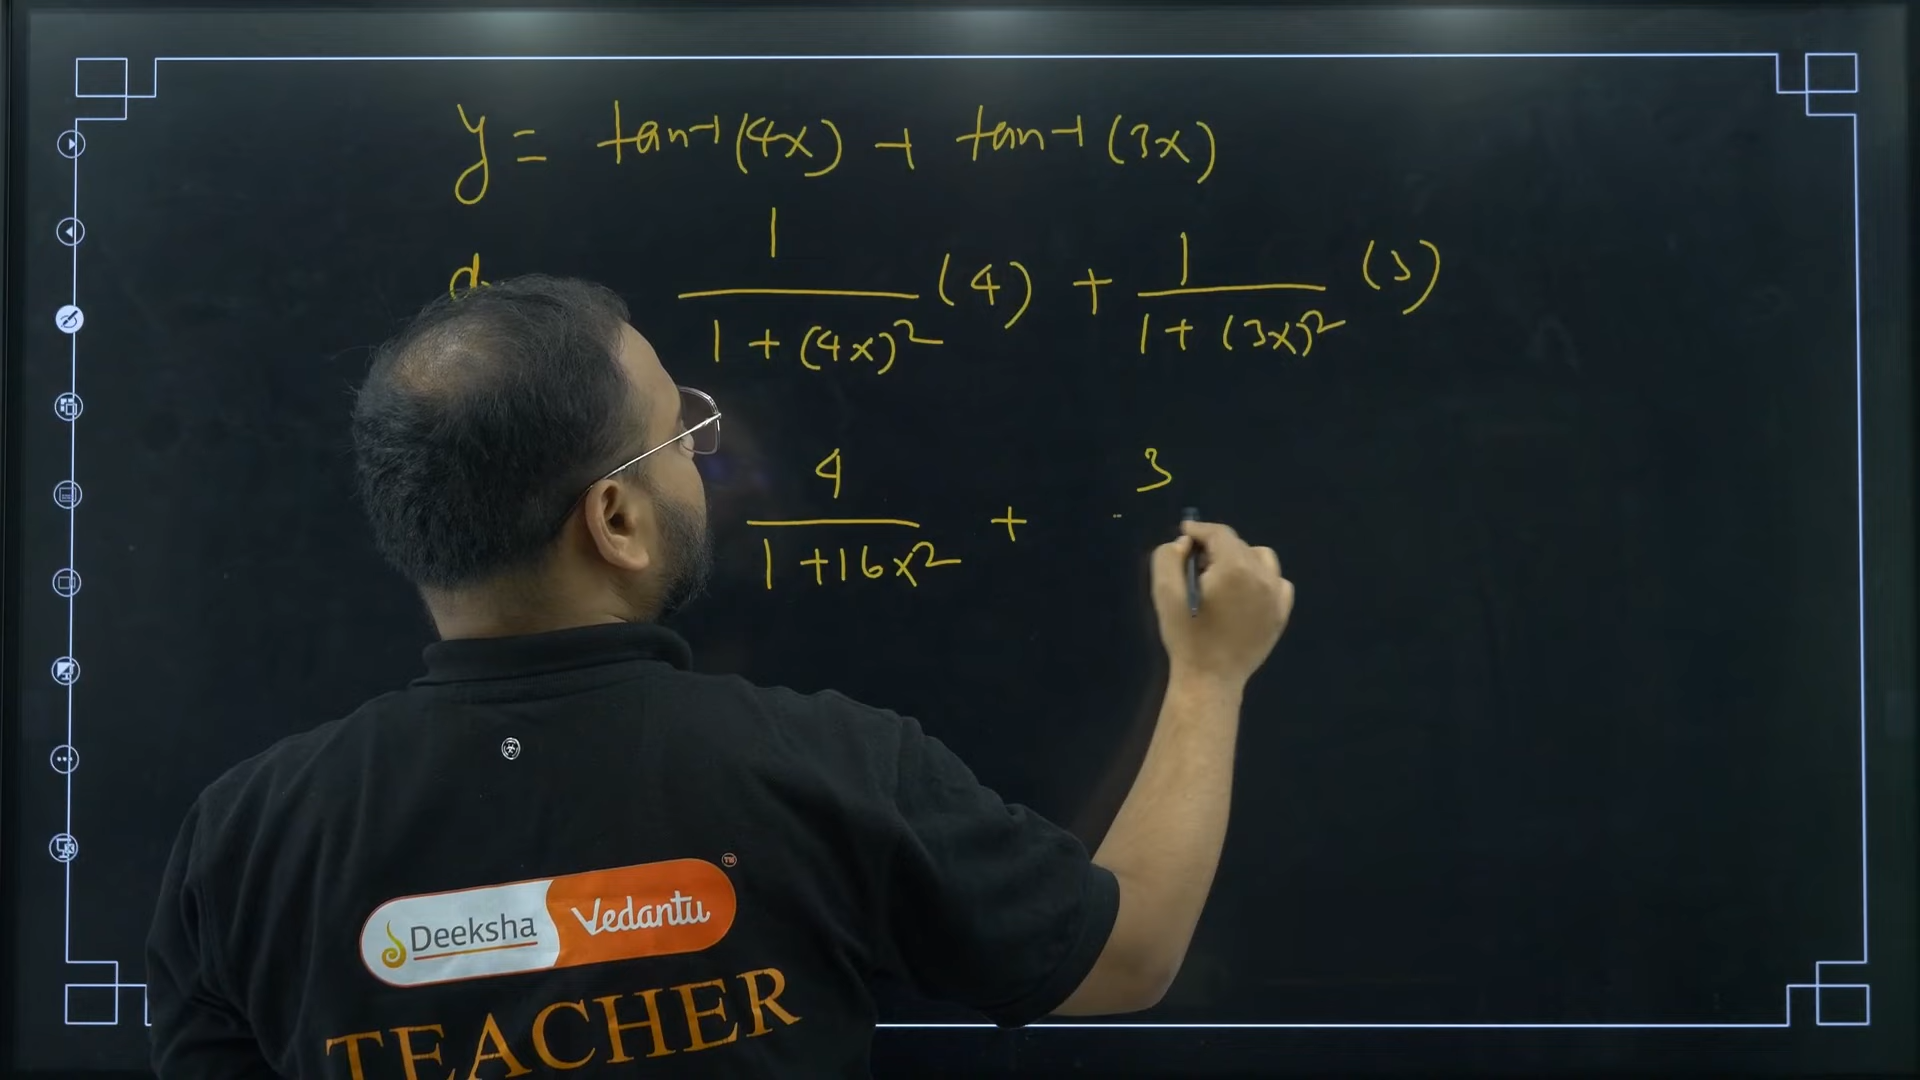 y = tan-1 (4x) + tan-1 (3x)
d 1/(1 + (4x)²) (4) + 1/(1 + (3x)²) (3)
4/(1 + 16x²) + 3
Deeksha Vedantu TM
TEACHER